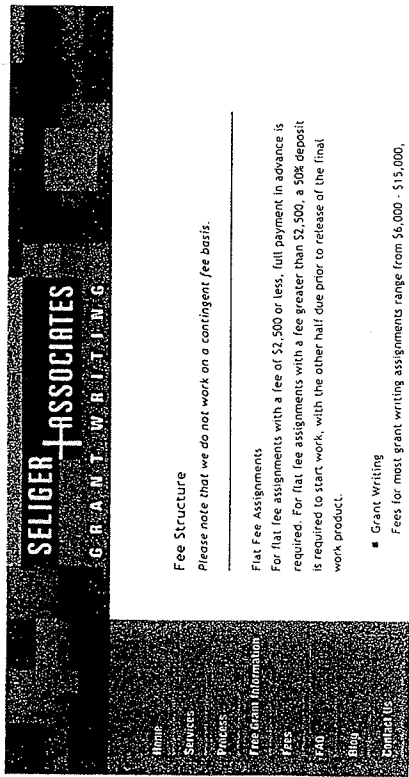 SELIGER
+ASSOCIATES
GRANT WRITING
Home
Services
Process
Free Grant Information
Fees
FAQ
Blog
Contact Us
Fee Structure
Please note that we do not work on a contingent fee basis.
Flat Fee Assignments
For flat fee assignments with a fee of $2,500 or less, full payment in advance is
required. For flat fee assignments with a fee greater than $2,500, a 50% deposit
is required to start work, with the other half due prior to release of the final
work product.
■ Grant Writing
Fees for most grant writing assignments range from $6,000 - $15,000,